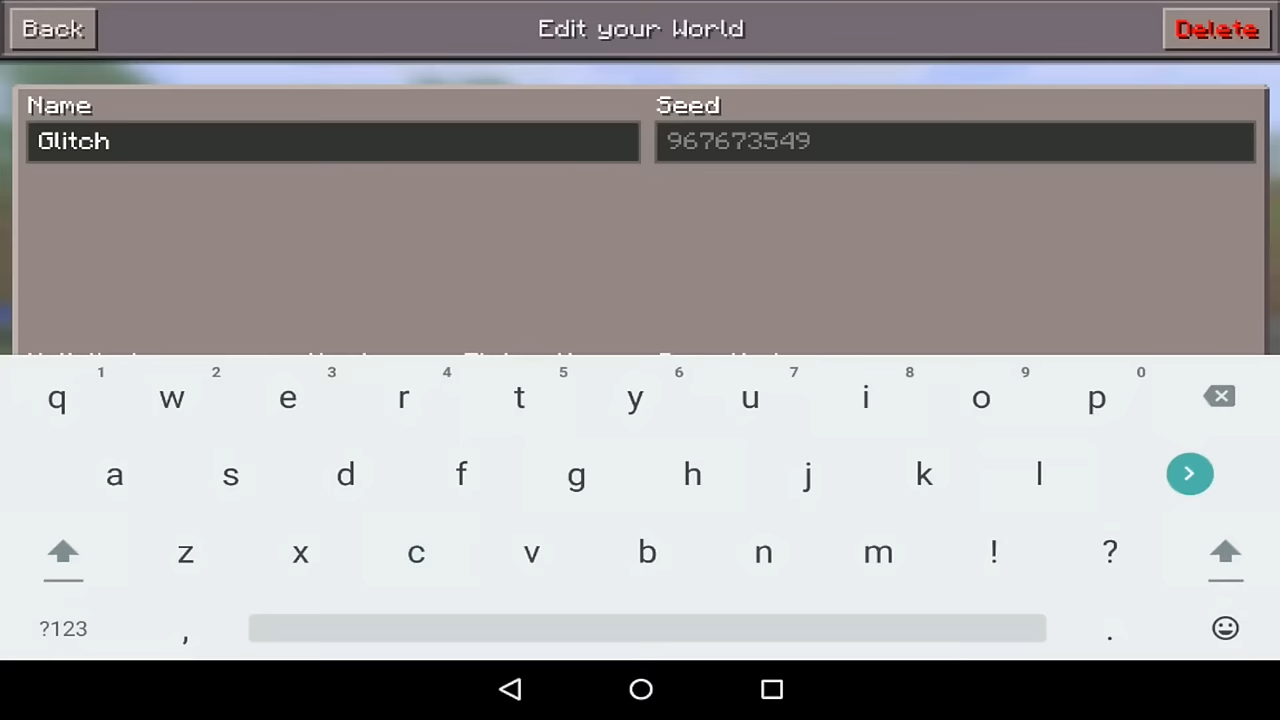 Back
Edit your World
Delete
Name
Seed
Glitch
967673549
1 2 3 4 5 6 7 8 9 0
q w e r t y u i o p
a s d f g h j k l
z x c v b n m ! ?
?123 , .